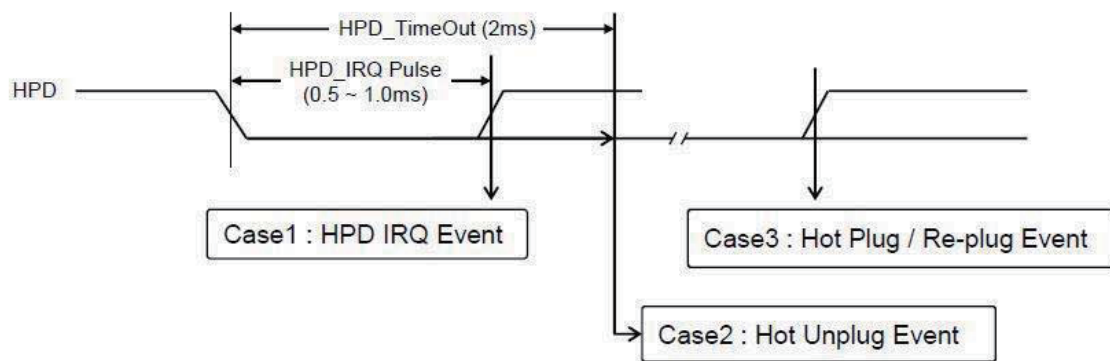 HPD_TimeOut (2ms)
HPD_IRQ Pulse
(0.5 ~ 1.0ms)
HPD
Case1 : HPD IRQ Event
Case3 : Hot Plug / Re-plug Event
Case2 : Hot Unplug Event